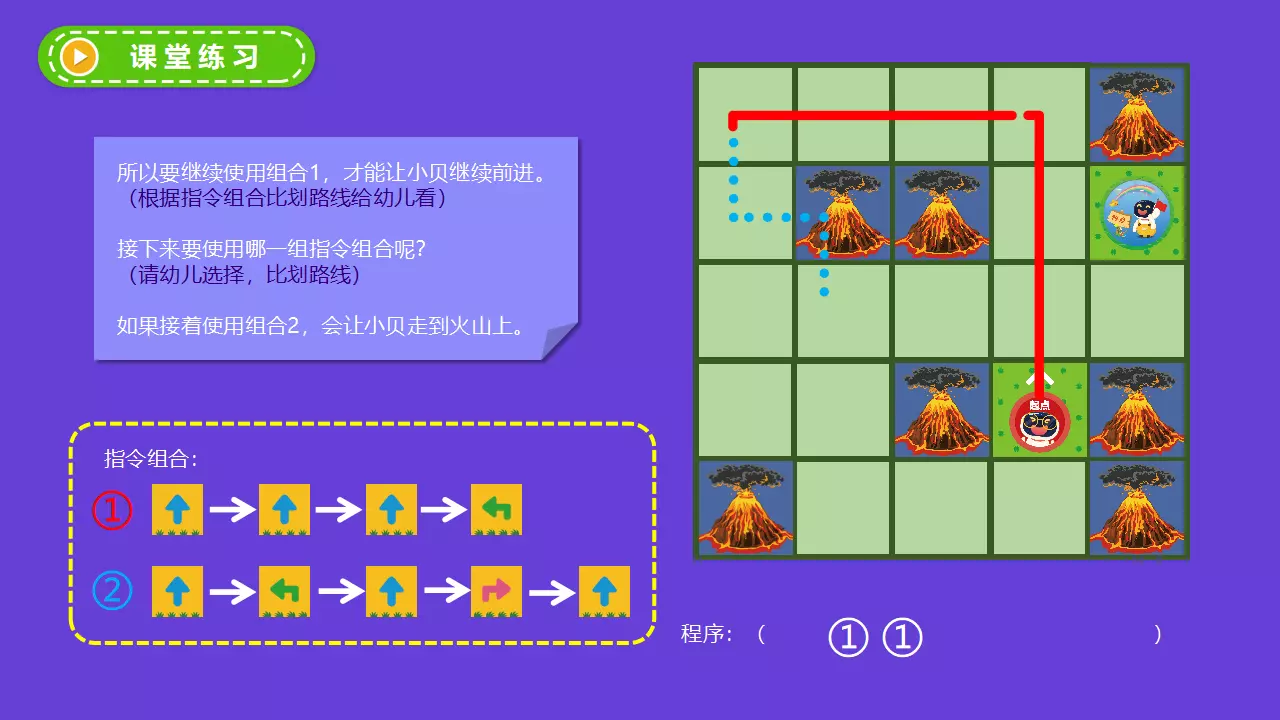 课堂练习
所以要继续使用组合1，才能让小贝继续前进。
（根据指令组合比划路线给幼儿看）
接下来要使用哪一组指令组合呢？
（请幼儿选择，比划路线）
如果接着使用组合2，会让小贝走到火山上。
起点
指令组合：
①
②
程序：（ ① ① ）